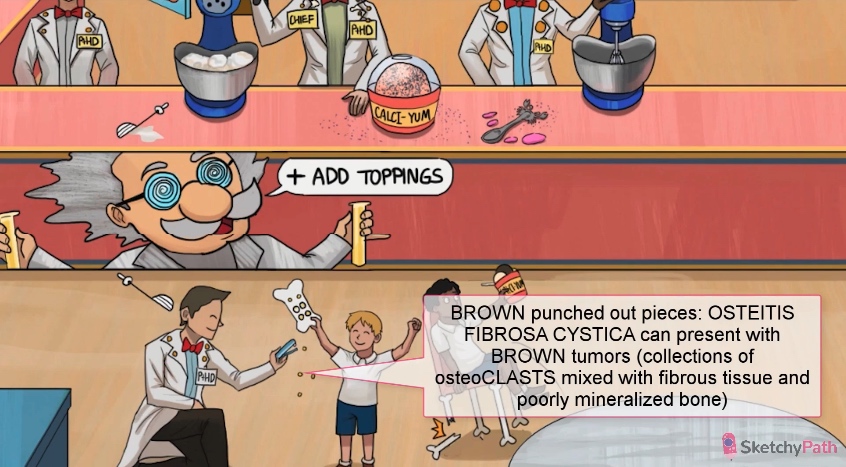 CHIEF
PHD
PHD
PHD
CALCI-YUM
+ ADD TOPPINGS
CALCI-YUM
PHD
BROWN punched out pieces: OSTEITIS
FIBROSA CYSTICA can present with
BROWN tumors (collections of
osteoCLASTS mixed with fibrous tissue and
poorly mineralized bone)
SketchyPath